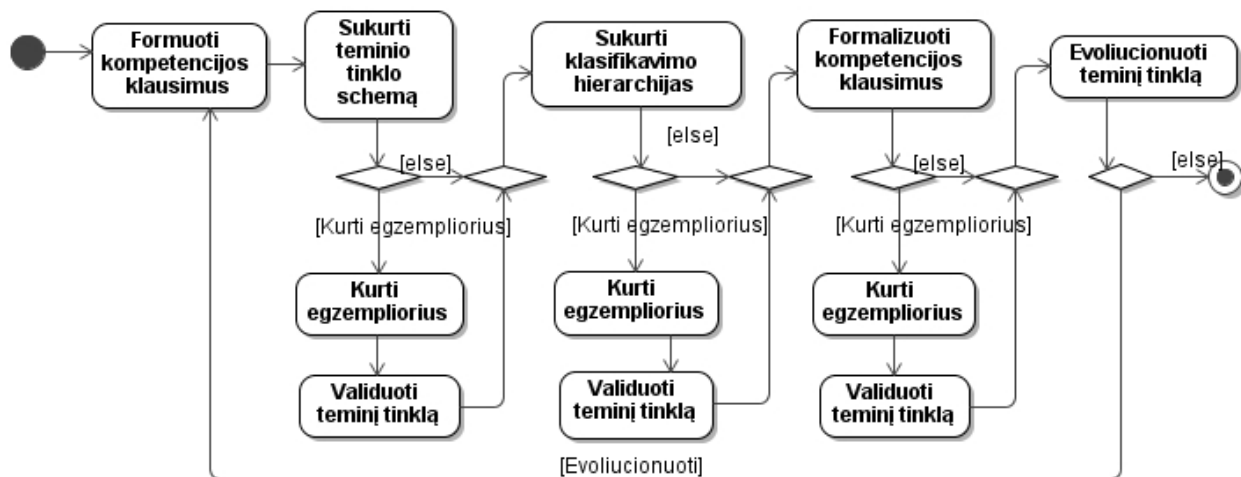 Formuoti
kompetencijos
klausimus
Sukurti
teminio
tinklo
schemą
Sukurti
klasifikavimo
hierarchijas
Formalizuoti
kompetencijos
klausimus
Evoliucionuoti
teminį tinklą
[else]
[else]
[else]
[else]
[Kurti egzempliorius]
[Kurti egzempliorius]
[Kurti egzempliorius]
Kurti
egzempliorius
Kurti
egzempliorius
Kurti
egzempliorius
Validuoti
teminį tinklą
Validuoti
teminį tinklą
Validuoti
teminį tinklą
[Evoliucionuoti]